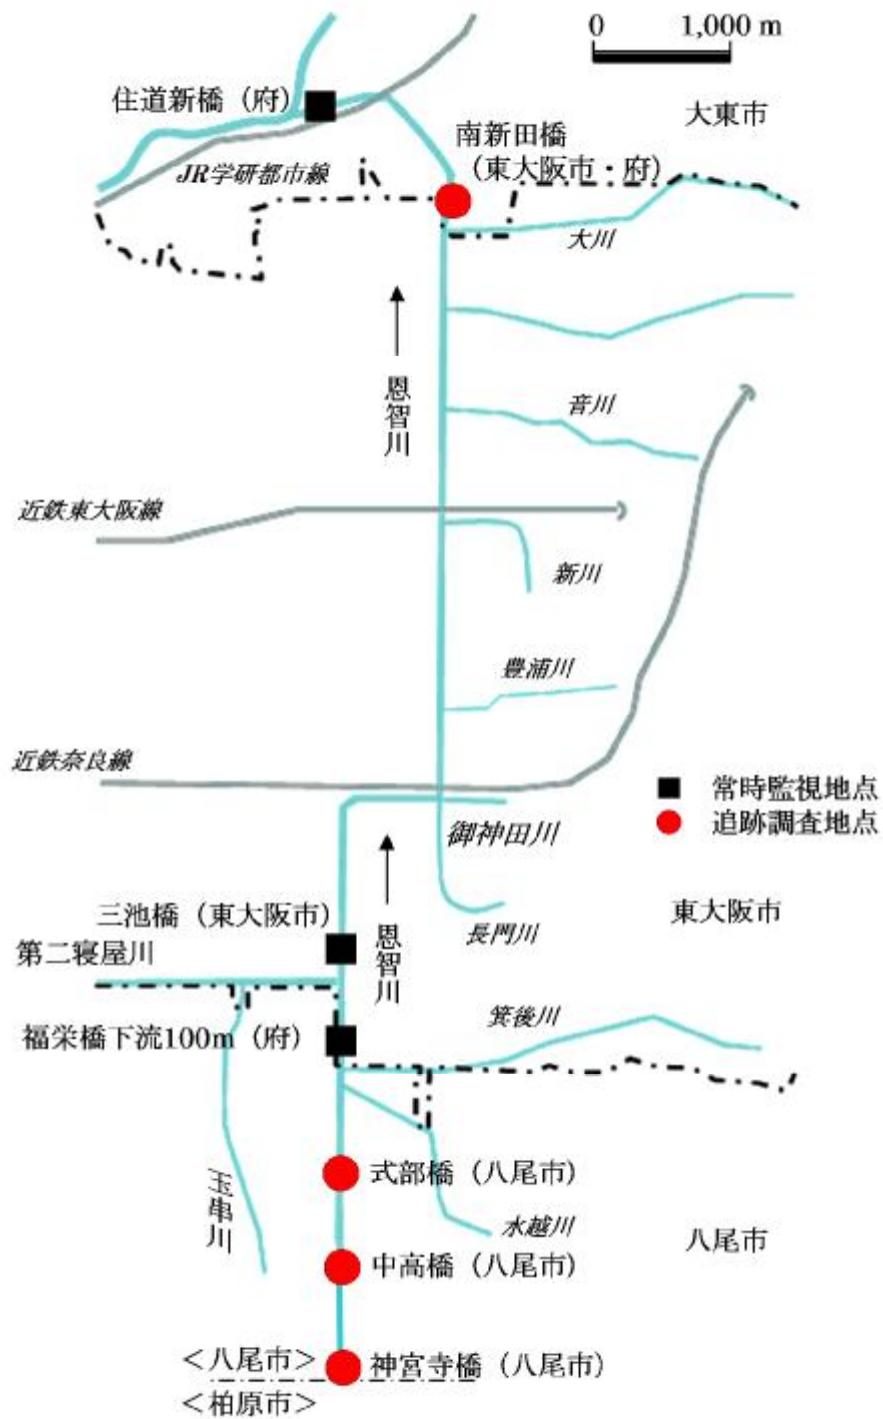 0 1,000 m
住道新橋（府）
大東市
南新田橋
（東大阪市・府）
JR学研都市線
大川
恩智川
音川
近鉄東大阪線
新川
豊浦川
近鉄奈良線
常時監視地点
追跡調査地点
御神田川
三池橋（東大阪市）
東大阪市
恩智川
長門川
第二寝屋川
箕後川
福栄橋下流100m（府）
式部橋（八尾市）
玉串川
水越川
八尾市
中高橋（八尾市）
＜八尾市＞
神宮寺橋（八尾市）
＜柏原市＞